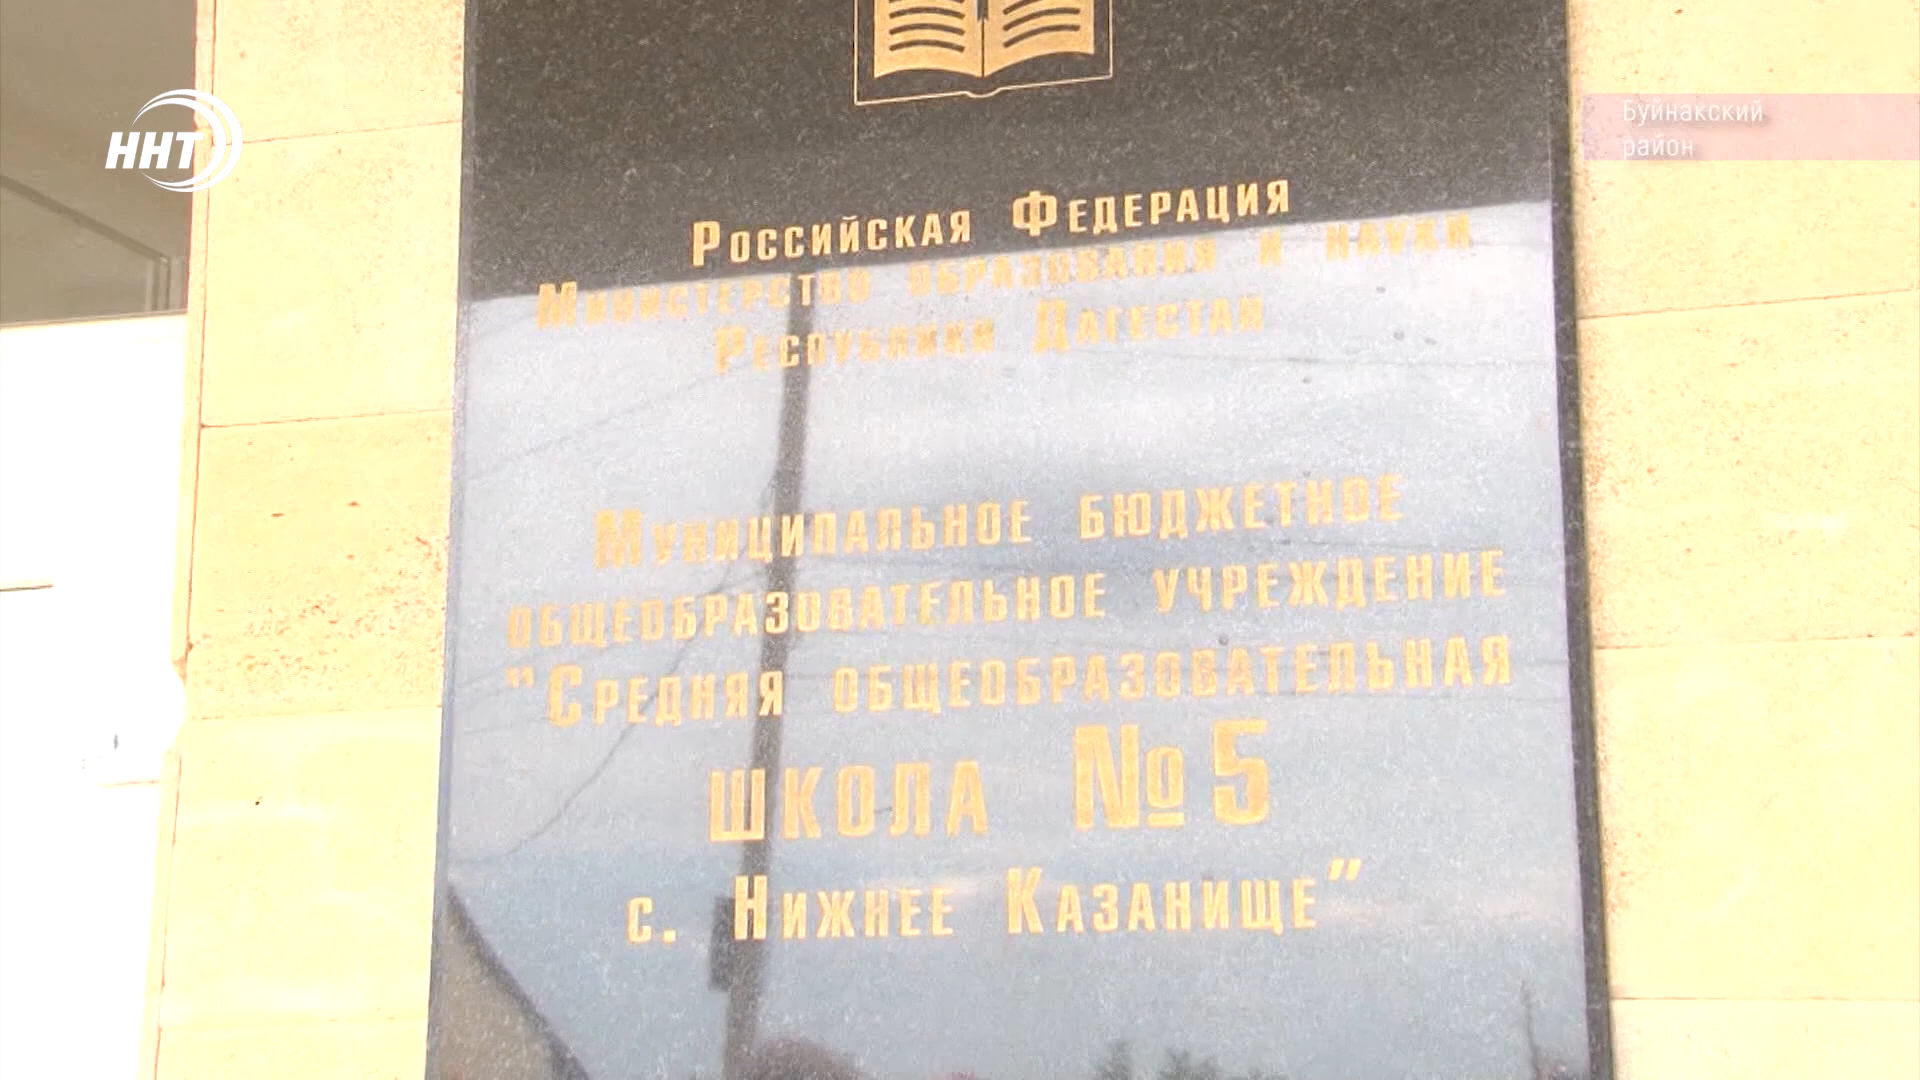 ННТ
Буйнакский
район
Российская Федерация
Министерство образования и науки
Республики Дагестан
Муниципальное бюджетное
общеобразовательное учреждение
"Средняя общеобразовательная
школа №5
с. Нижнее Казанище"